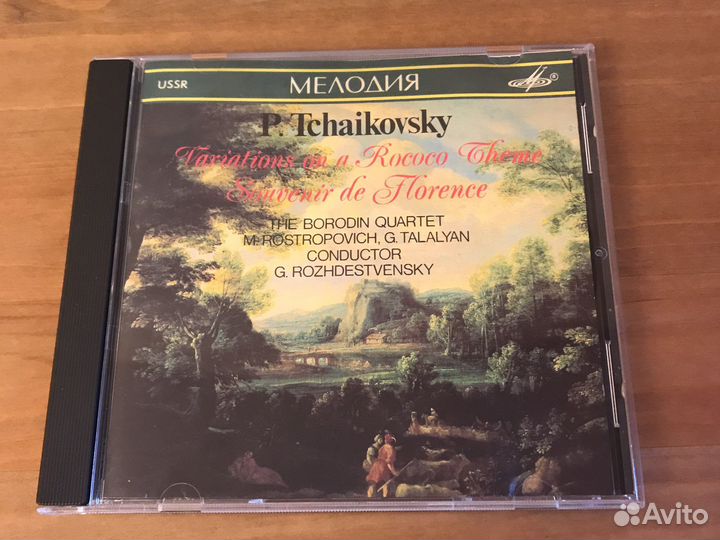 USSR МЕЛОДИЯ
P. Tchaikovsky
Variations on a Rococo Theme
Souvenir de Florence
THE BORODIN QUARTET
M. ROSTROPOVICH, G. TALALYAN
CONDUCTOR
G. ROZHDESTVENSKY
Avito